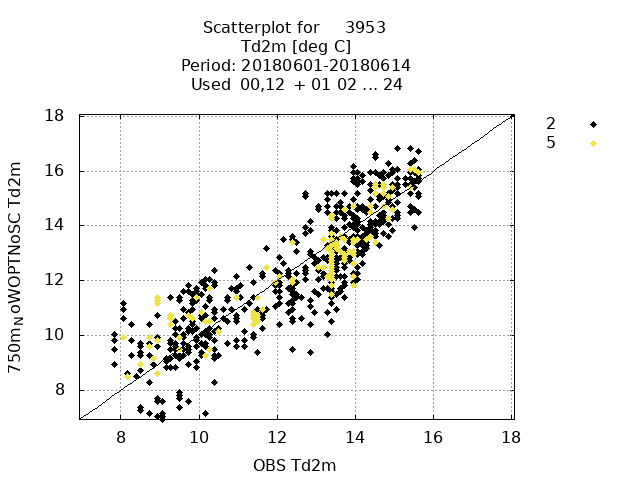 Scatterplot for 3953
Td2m [deg C]
Period: 20180601-20180614
Used 00,12 + 01 02 ... 24
2
5
18
16
14
12
10
8
750mNoWOPTNoSC Td2m
8 10 12 14 16 18
OBS Td2m